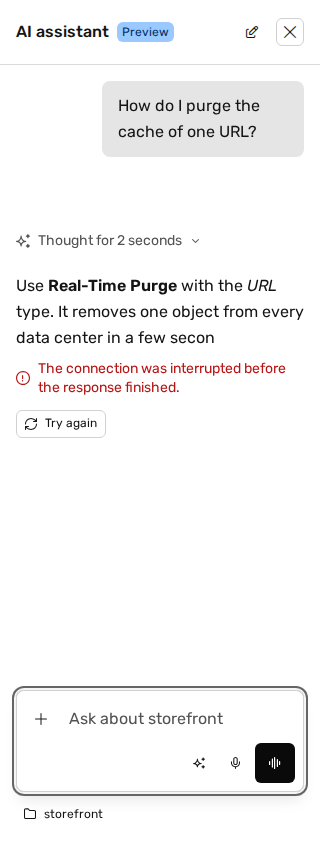 AI assistant Preview
How do I purge the
cache of one URL?
Thought for 2 seconds
Use Real-Time Purge with the URL
type. It removes one object from every
data center in a few secon
The connection was interrupted before
the response finished.
Try again
Ask about storefront
storefront